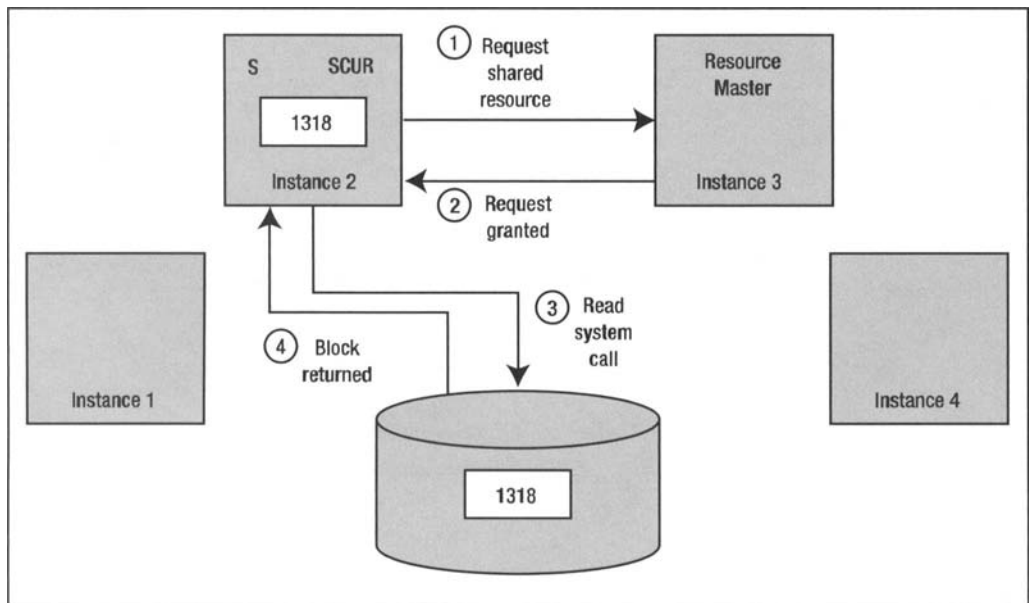 S SCUR
1318
Instance 2
1 Request
shared
resource
Resource
Master
Instance 3
2 Request
granted
Instance 1
4 Block
returned
3 Read
system
call
Instance 4
1318